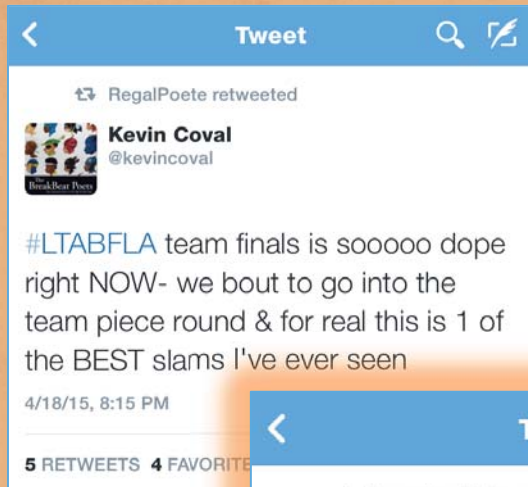 Tweet
RegalPoete retweeted
Kevin Coval
@kevincoval
The
BreakBeat Poets
#LTABFLA team finals is sooooo dope
right NOW- we bout to go into the
team piece round & for real this is 1 of
the BEST slams I've ever seen
4/18/15, 8:15 PM
5 RETWEETS 4 FAVORITE